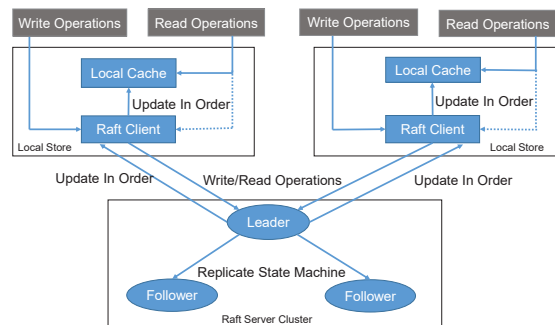 Write Operations
Read Operations
Write Operations
Read Operations
Local Cache
Local Cache
Update In Order
Update In Order
Raft Client
Raft Client
Local Store
Local Store
Update In Order
Write/Read Operations
Update In Order
Leader
Replicate State Machine
Follower
Follower
Raft Server Cluster